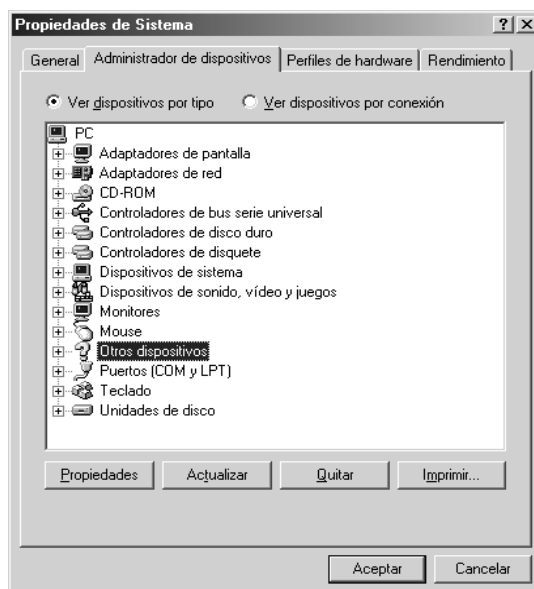 Propiedades de Sistema
General Administrador de dispositivos Perfiles de hardware Rendimiento
Ver dispositivos por tipo Ver dispositivos por conexión
PC
Adaptadores de pantalla
Adaptadores de red
CD-ROM
Controladores de bus serie universal
Controladores de disco duro
Controladores de disquete
Dispositivos de sistema
Dispositivos de sonido, vídeo y juegos
Monitores
Mouse
Otros dispositivos
Puertos (COM y LPT)
Teclado
Unidades de disco
Propiedades Actualizar Quitar Imprimir...
Aceptar Cancelar